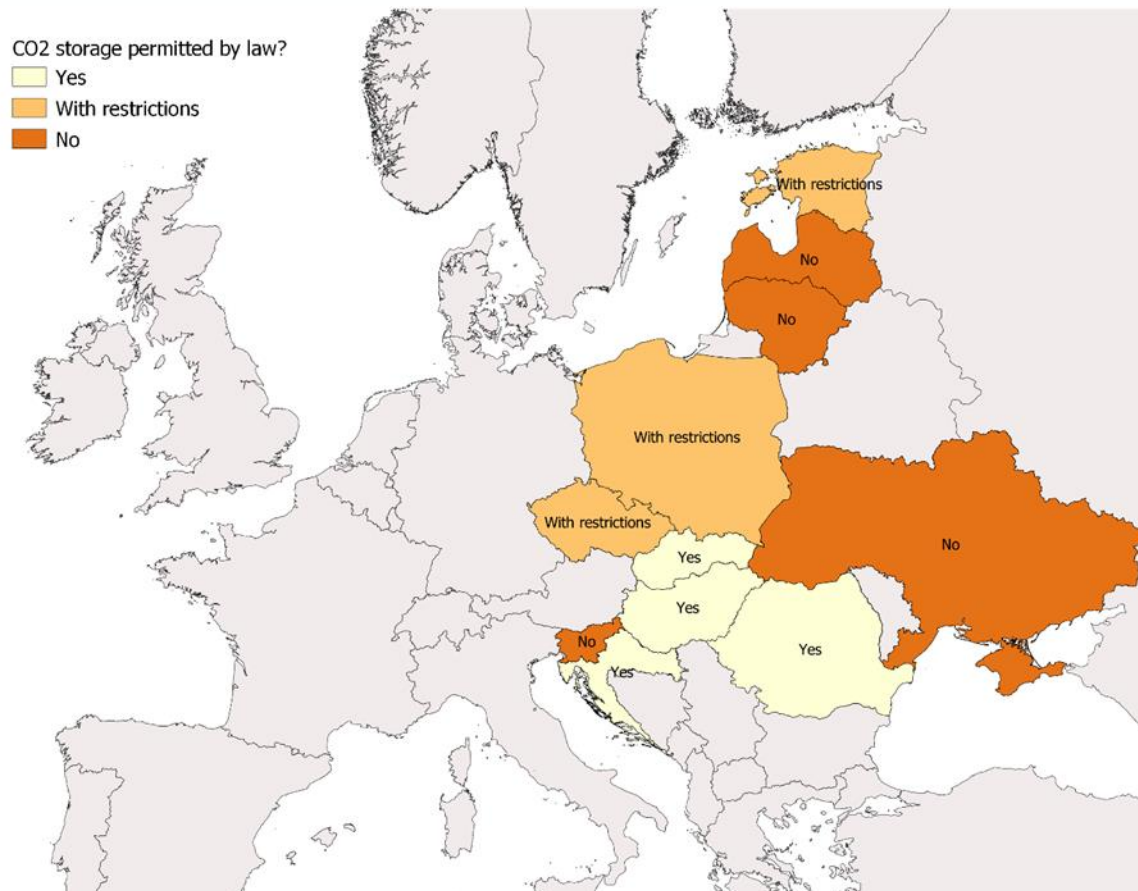 CO2 storage permitted by law?
Yes
With restrictions
No
With restrictions
No
No
With restrictions
With restrictions
No
Yes
Yes
No
Yes
Yes